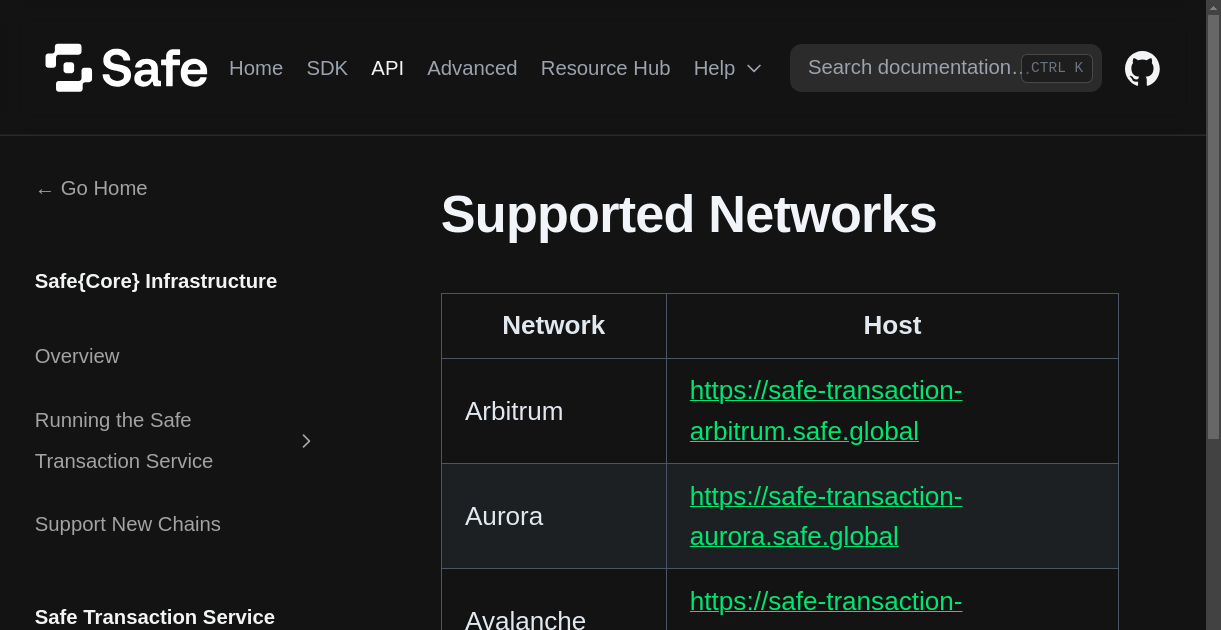 Safe
Home SDK API Advanced Resource Hub Help
Search documentation… CTRL K
← Go Home
Safe{Core} Infrastructure
Overview
Running the Safe
Transaction Service
Support New Chains
Safe Transaction Service
Supported Networks
Network Host
Arbitrum https://safe-transaction-
arbitrum.safe.global
Aurora https://safe-transaction-
aurora.safe.global
Avalanche https://safe-transaction-